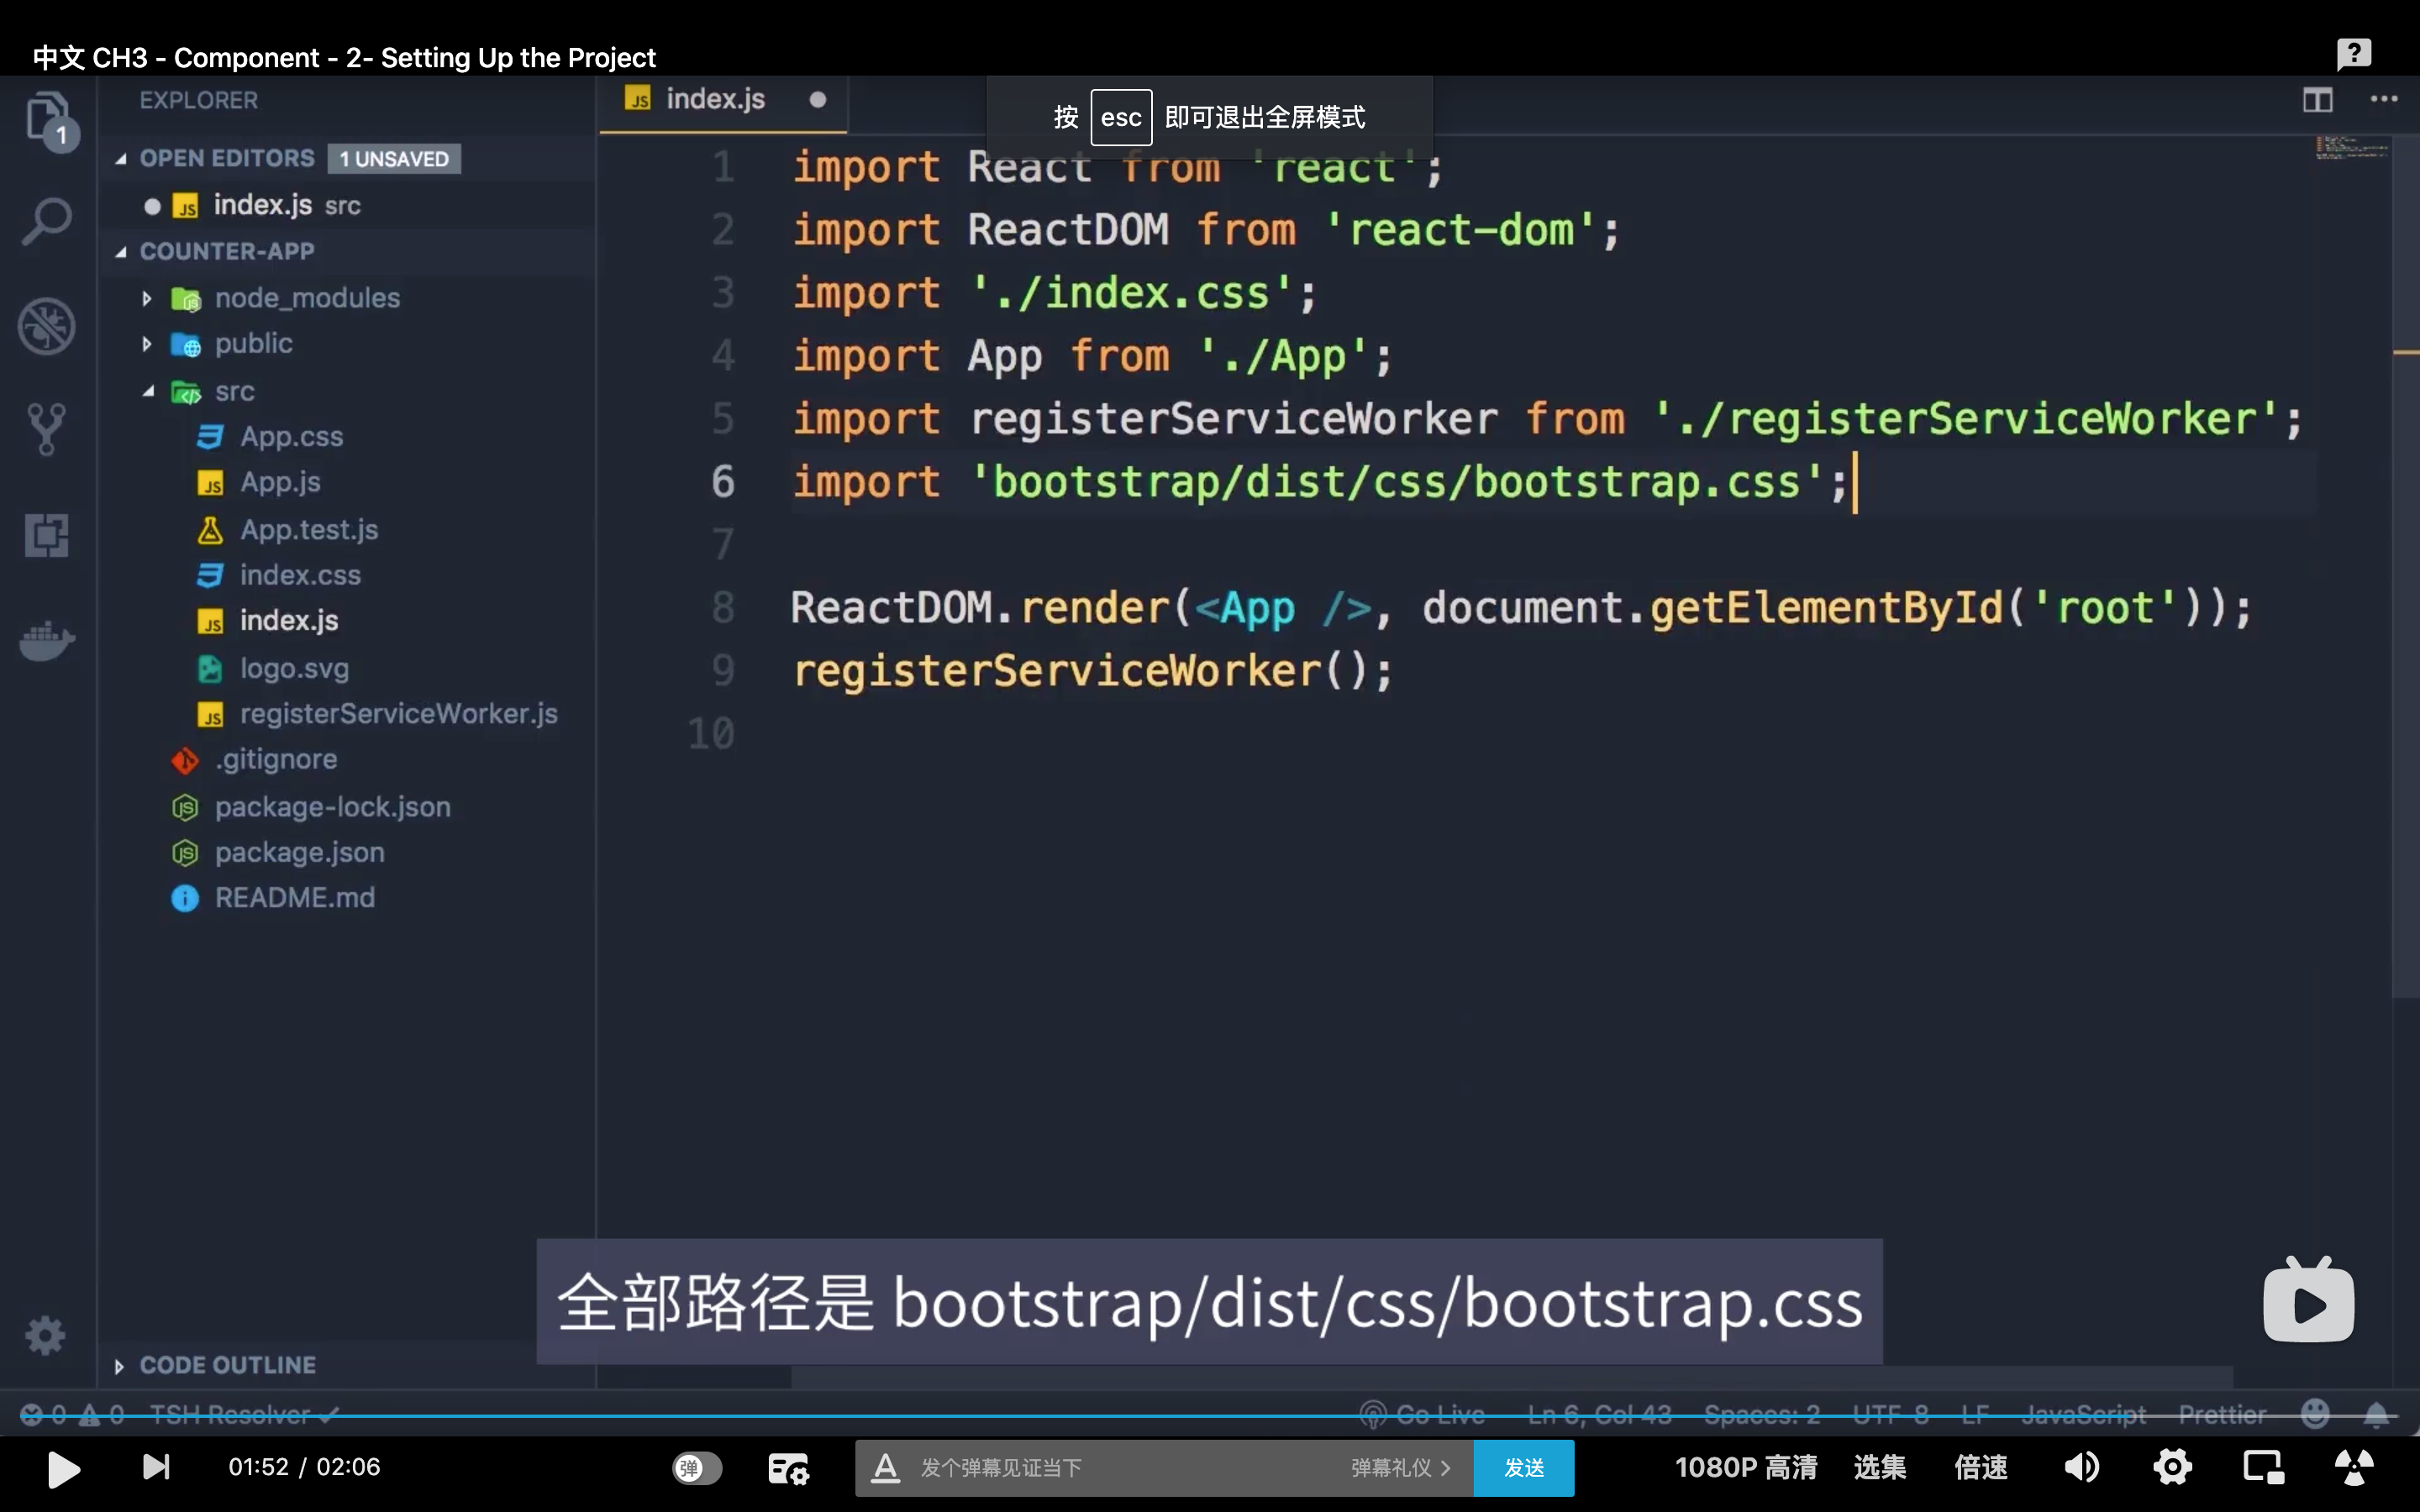 中文 CH3 - Component - 2- Setting Up the Project
EXPLORER
OPEN EDITORS 1 UNSAVED
index.js src
COUNTER-APP
node_modules
public
src
App.css
App.js
App.test.js
index.css
index.js
logo.svg
registerServiceWorker.js
.gitignore
package-lock.json
package.json
README.md
CODE OUTLINE
1
index.js
按 esc 即可退出全屏模式
1 import React from 'react';
2 import ReactDOM from 'react-dom';
3 import './index.css';
4 import App from './App';
5 import registerServiceWorker from './registerServiceWorker';
6 import 'bootstrap/dist/css/bootstrap.css';
7
8 ReactDOM.render(<App />, document.getElementById('root'));
9 registerServiceWorker();
10
全部路径是 bootstrap/dist/css/bootstrap.css
0 0 TSH Resolver Go Live Ln 6, Col 43 Spaces: 2 UTF-8 LF JavaScript Prettier
01:52 / 02:06 弹 发个弹幕见证当下 弹幕礼仪 发送 1080P 高清 选集 倍速